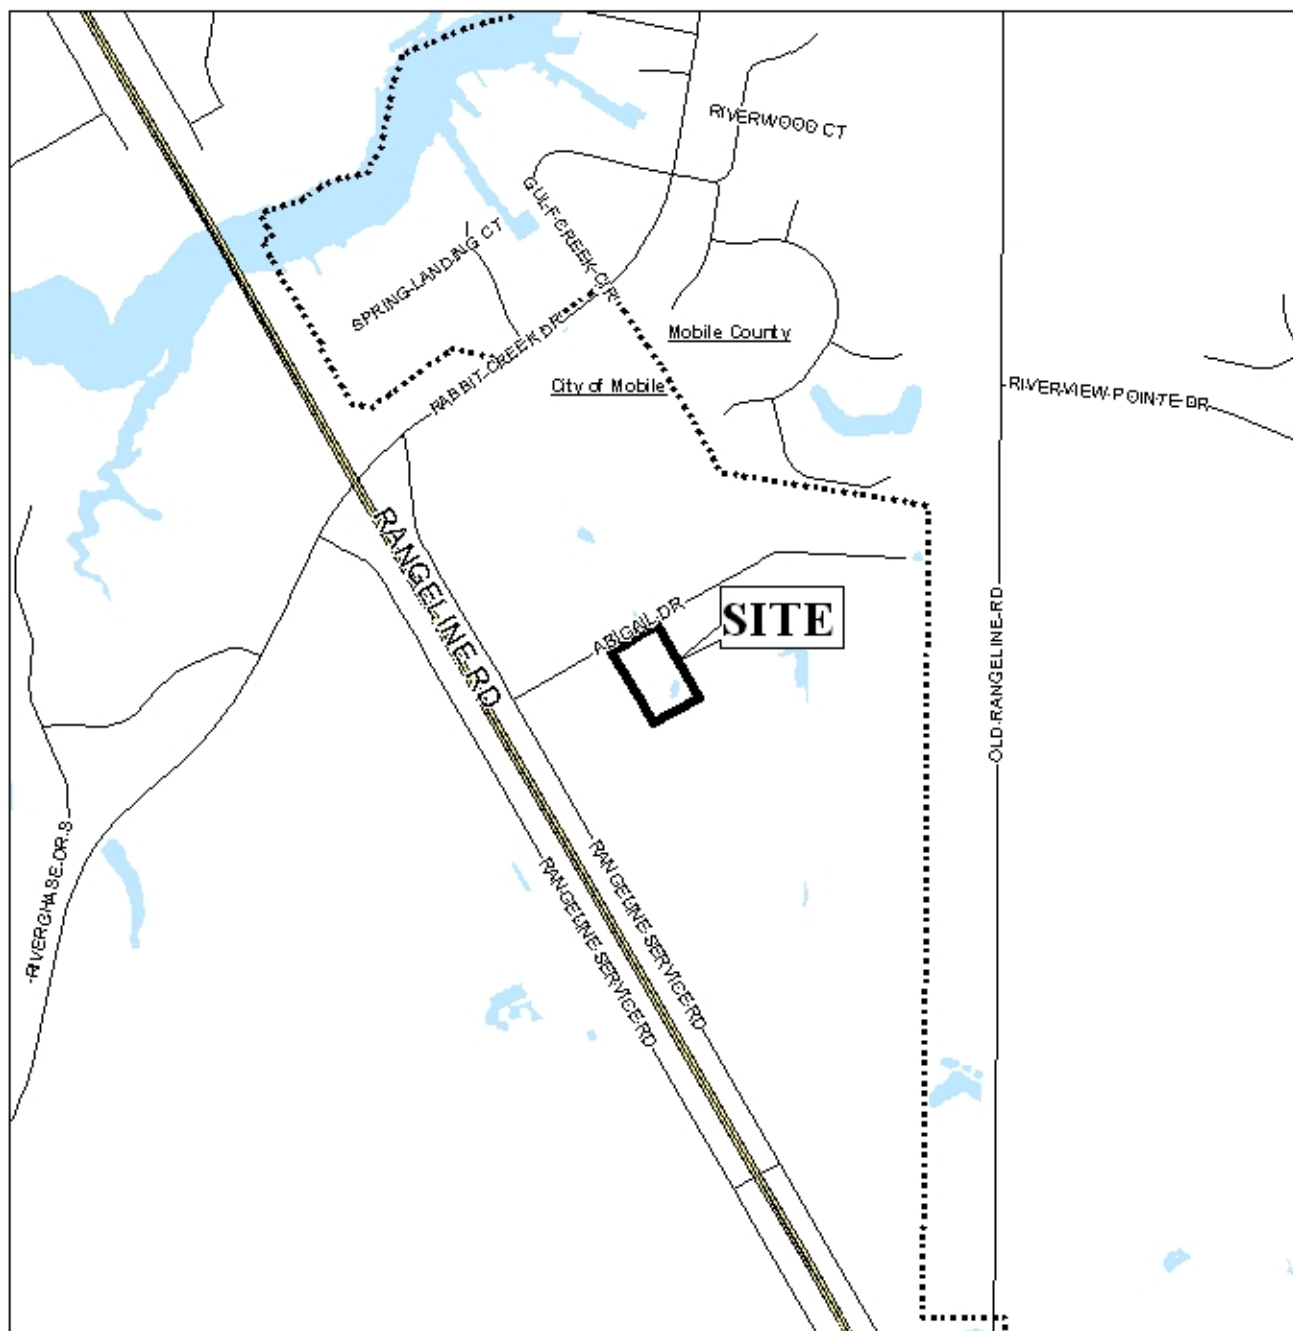 RIVERWOOD CT
GULF CREEK CIR
SPRING LANDING CT
Mobile County
RABBIT CREEK DR
City of Mobile
RIVERVIEW POINTE DR
RANGELINE RD
ABIGAIL DR
SITE
OLD RANGELINE RD
RIVERCHASE DR S
RANGELINE SERVICE RD
RANGELINE SERVICE RD